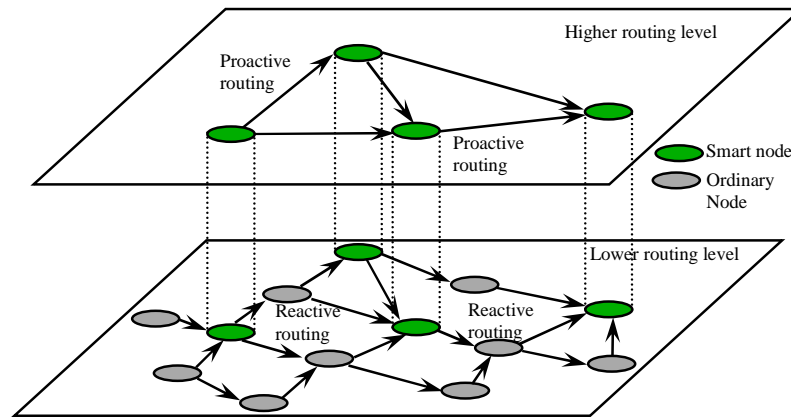 Higher routing level
Proactive
routing
Proactive
routing
Smart node
Ordinary
Node
Lower routing level
Reactive
routing
Reactive
routing